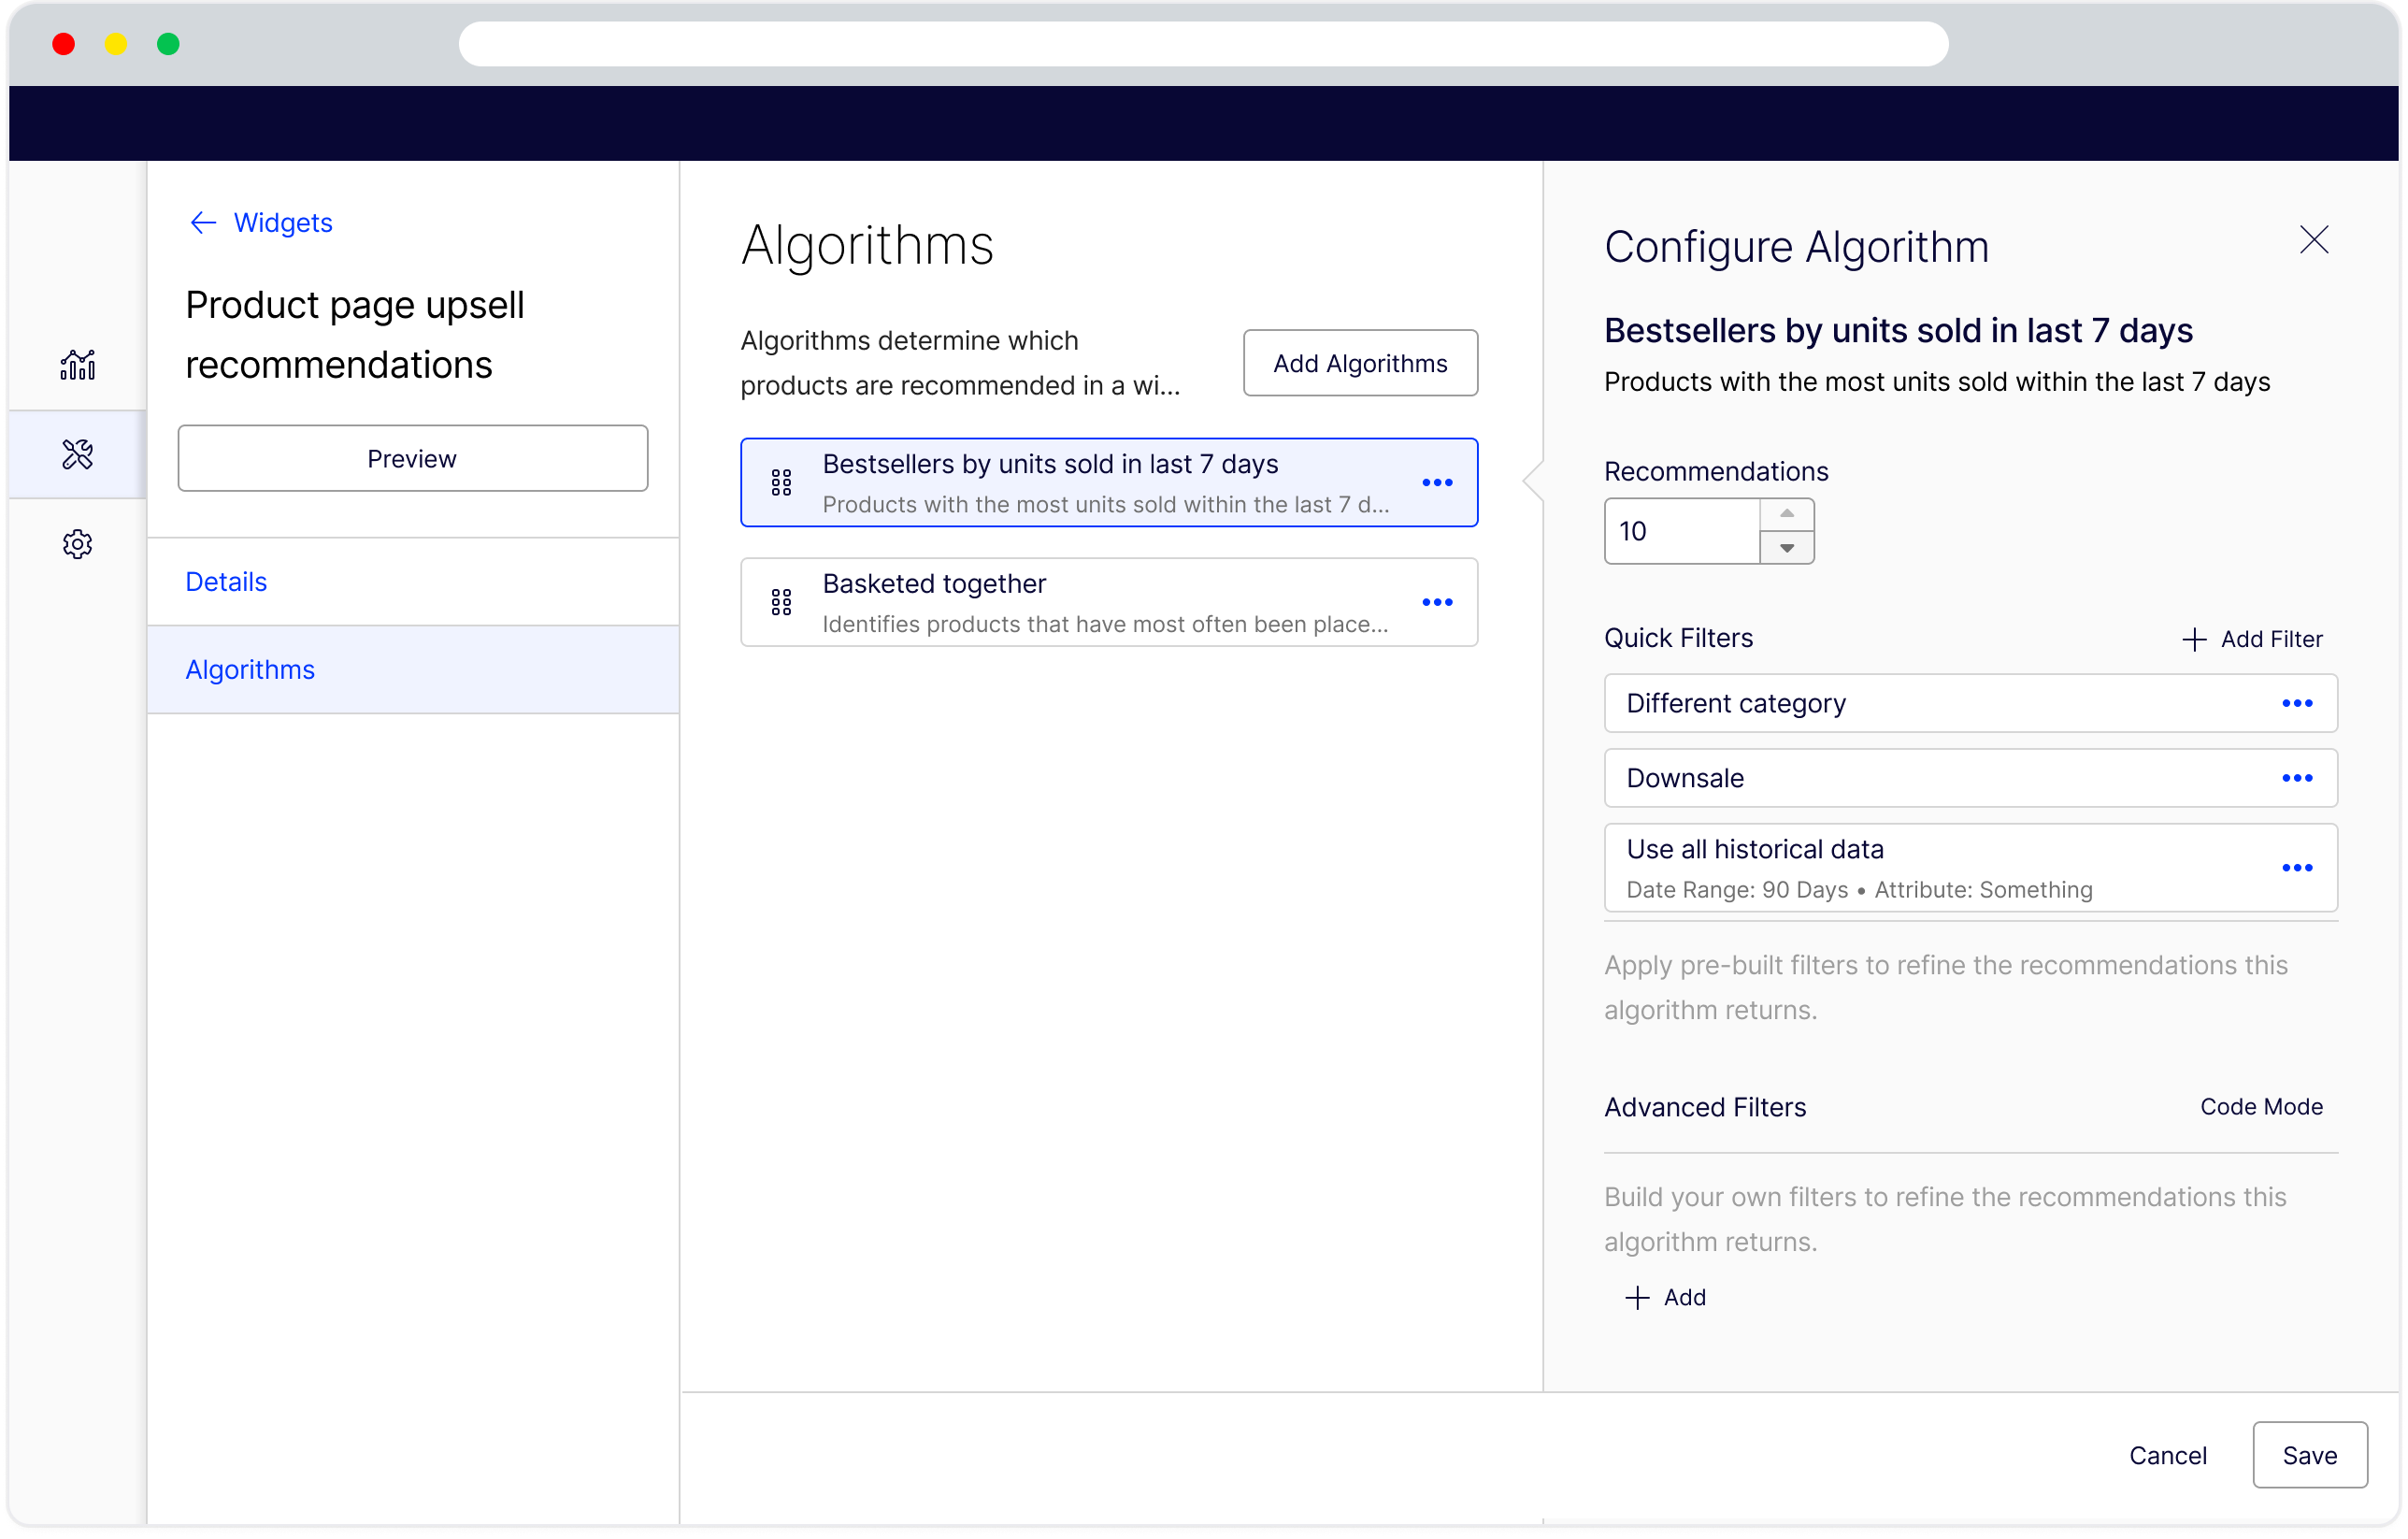 Widgets
Product page upsell
recommendations
Preview
Details
Algorithms
Algorithms
Algorithms determine which
products are recommended in a wi...
Add Algorithms
Bestsellers by units sold in last 7 days
Products with the most units sold within the last 7 d...
Basketed together
Identifies products that have most often been place...
Configure Algorithm
Bestsellers by units sold in last 7 days
Products with the most units sold within the last 7 days
Recommendations
10
Quick Filters
Add Filter
Different category
Downsale
Use all historical data
Date Range: 90 Days • Attribute: Something
Apply pre-built filters to refine the recommendations this
algorithm returns.
Advanced Filters
Code Mode
Build your own filters to refine the recommendations this
algorithm returns.
Add
Cancel
Save